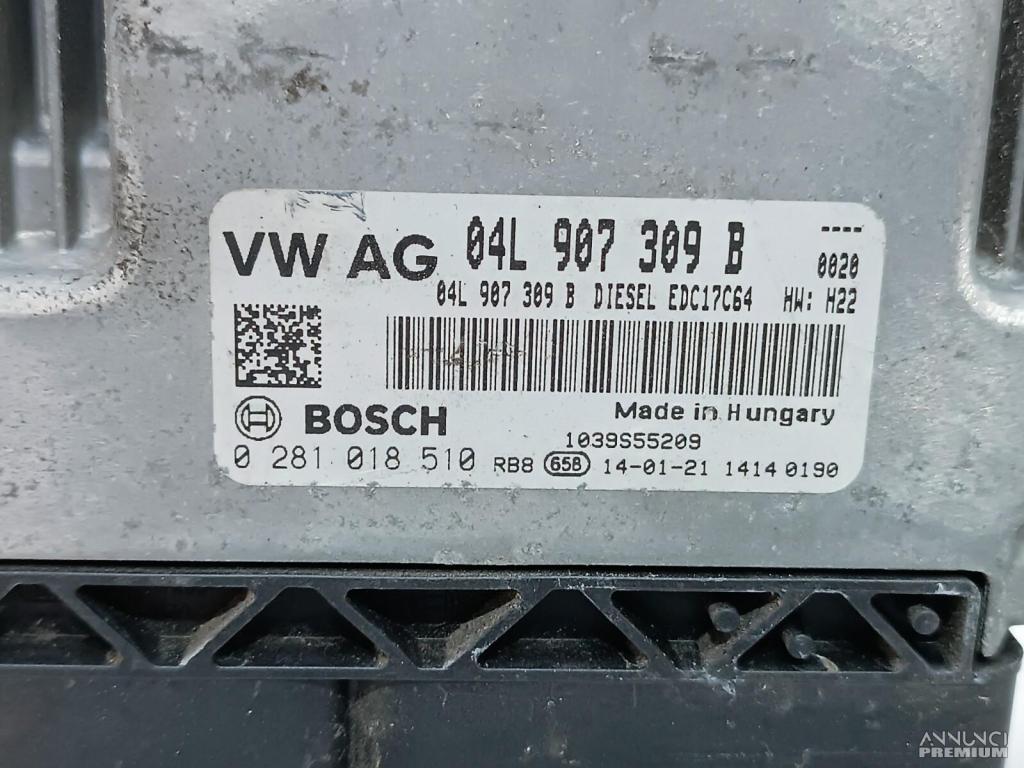 VW AG 04L 907 309 B ----
0020
04L 907 309 B DIESEL EDC17C64 HW: H22
Made in Hungary
BOSCH
1039S55209
0 281 018 510 RB8 658 14-01-21 1414 0190
ANNUNCI
PREMIUM